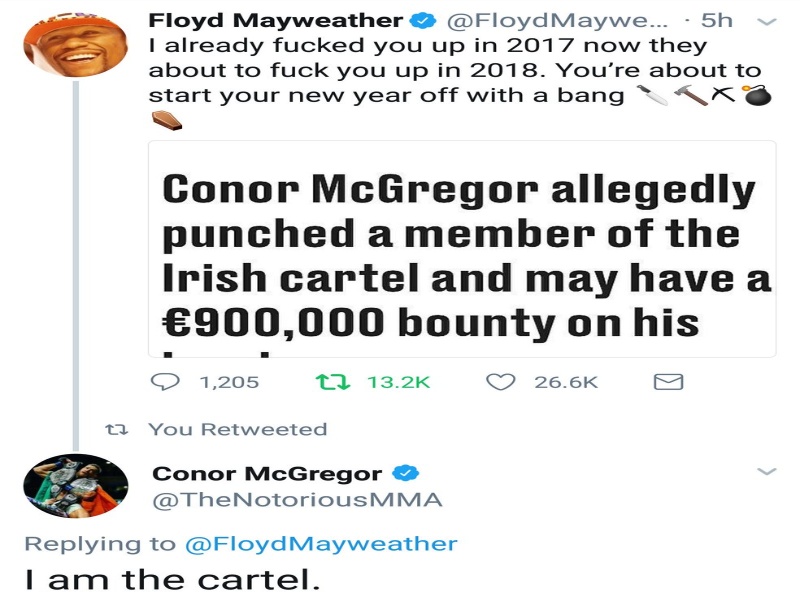 Floyd Mayweather @FloydMaywe... · 5h
I already fucked you up in 2017 now they
about to fuck you up in 2018. You're about to
start your new year off with a bang 🔪🔨⛏💣
⚰
Conor McGregor allegedly
punched a member of the
Irish cartel and may have a
€900,000 bounty on his
1,205 13.2K 26.6K
You Retweeted
Conor McGregor
@TheNotoriousMMA
Replying to @FloydMayweather
I am the cartel.